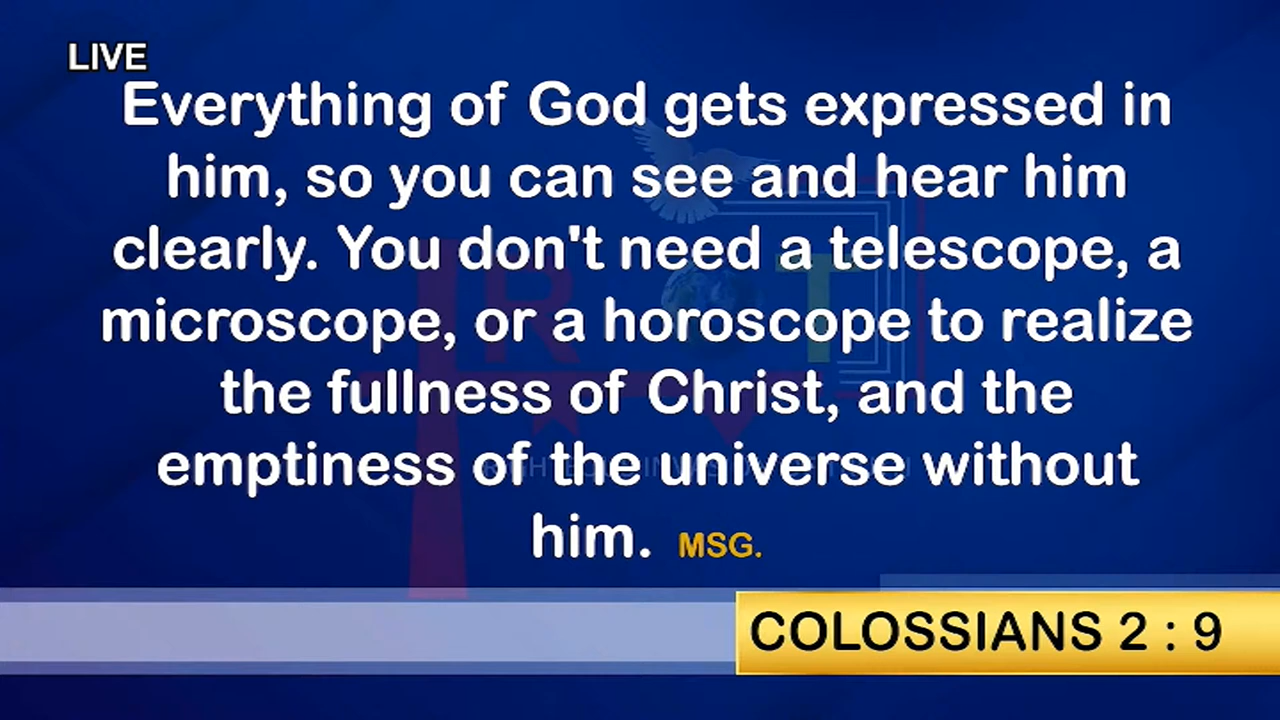 LIVE
Everything of God gets expressed in
him, so you can see and hear him
clearly. You don't need a telescope, a
microscope, or a horoscope to realize
the fullness of Christ, and the
emptiness of the universe without
him. MSG.
COLOSSIANS 2 : 9